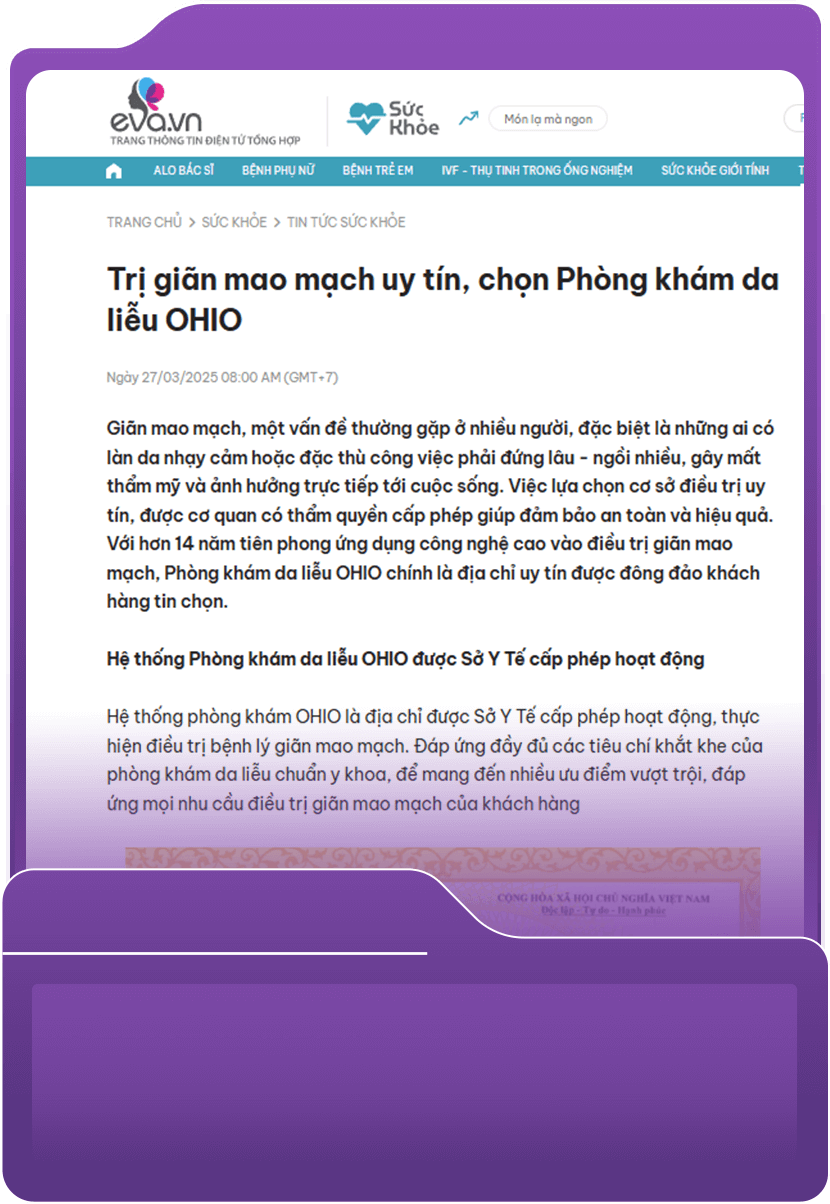 eva.vn
TRANG THÔNG TIN ĐIỆN TỬ TỔNG HỢP
Sức
Khỏe
Món lạ mà ngon
ALO BÁC SĨ BỆNH PHỤ NỮ BỆNH TRẺ EM IVF - THỤ TINH TRONG ỐNG NGHIỆM SỨC KHỎE GIỚI TÍNH
TRANG CHỦ > SỨC KHỎE > TIN TỨC SỨC KHỎE
Trị giãn mao mạch uy tín, chọn Phòng khám da
liễu OHIO
Ngày 27/03/2025 08:00 AM (GMT+7)
Giãn mao mạch, một vấn đề thường gặp ở nhiều người, đặc biệt là những ai có
làn da nhạy cảm hoặc đặc thù công việc phải đứng lâu - ngồi nhiều, gây mất
thẩm mỹ và ảnh hưởng trực tiếp tới cuộc sống. Việc lựa chọn cơ sở điều trị uy
tín, được cơ quan có thẩm quyền cấp phép giúp đảm bảo an toàn và hiệu quả.
Với hơn 14 năm tiên phong ứng dụng công nghệ cao vào điều trị giãn mao
mạch, Phòng khám da liễu OHIO chính là địa chỉ uy tín được đông đảo khách
hàng tin chọn.
Hệ thống Phòng khám da liễu OHIO được Sở Y Tế cấp phép hoạt động
Hệ thống phòng khám OHIO là địa chỉ được Sở Y Tế cấp phép hoạt động, thực
hiện điều trị bệnh lý giãn mao mạch. Đáp ứng đầy đủ các tiêu chí khắt khe của
phòng khám da liễu chuẩn y khoa, để mang đến nhiều ưu điểm vượt trội, đáp
ứng mọi nhu cầu điều trị giãn mao mạch của khách hàng
CỘNG HÒA XÃ HỘI CHỦ NGHĨA VIỆT NAM
Độc lập - Tự do - Hạnh phúc